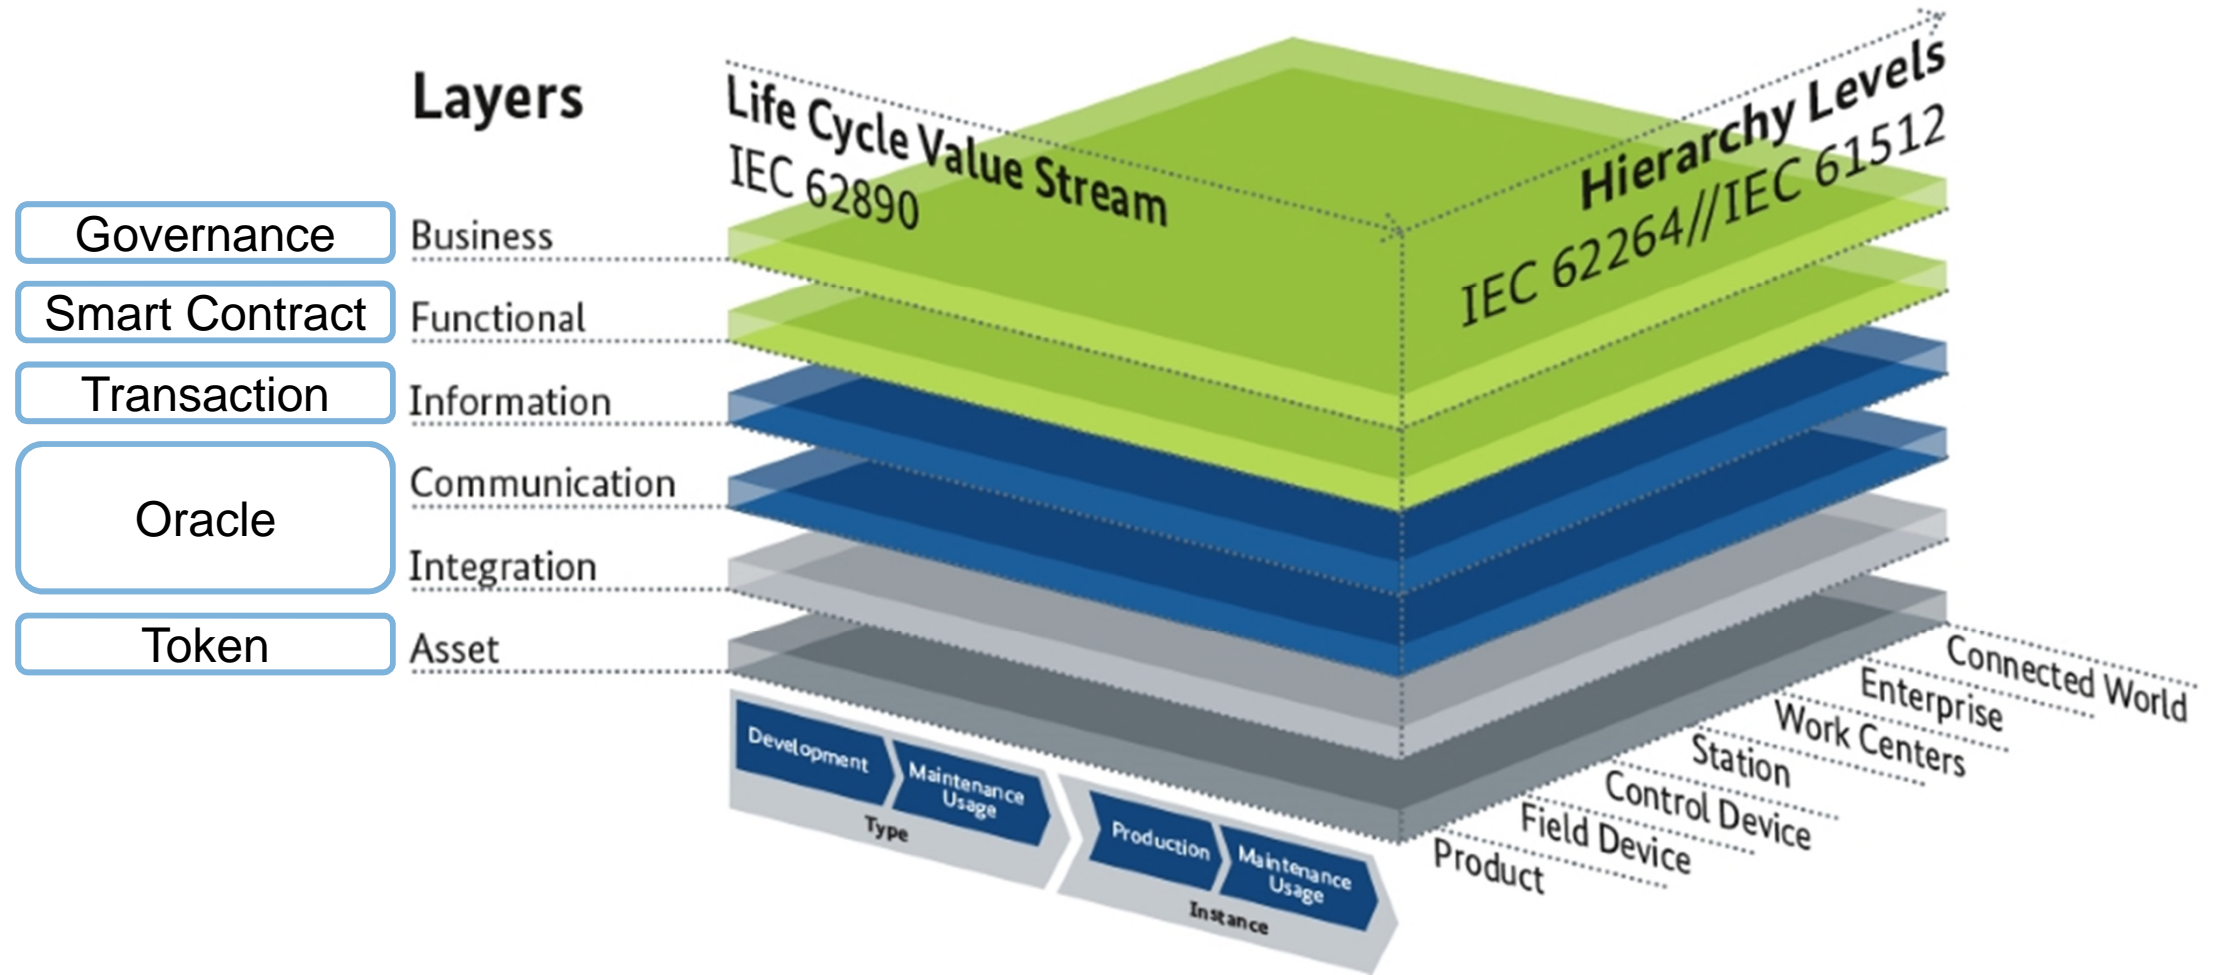 Layers
Life Cycle Value Stream
IEC 62890
Hierarchy Levels
IEC 62264//IEC 61512
Governance
Business
Smart Contract
Functional
Transaction
Information
Oracle
Communication
Integration
Token
Asset
Development
Maintenance
Usage
Type
Production
Maintenance
Usage
Instance
Connected World
Enterprise
Work Centers
Station
Control Device
Field Device
Product